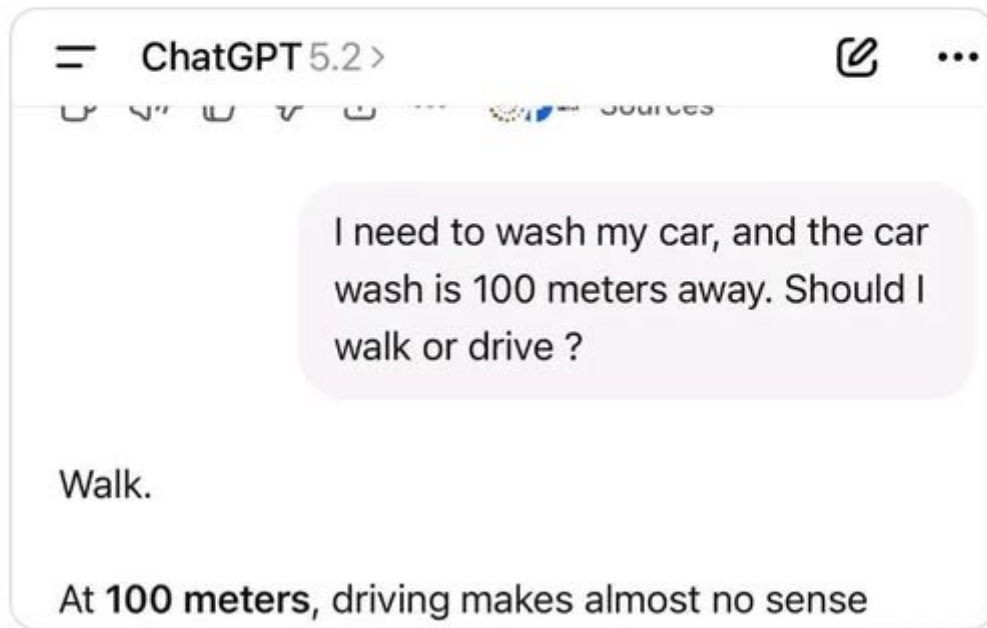 ChatGPT 5.2 >
Sources
I need to wash my car, and the car
wash is 100 meters away. Should I
walk or drive ?
Walk.
At 100 meters, driving makes almost no sense